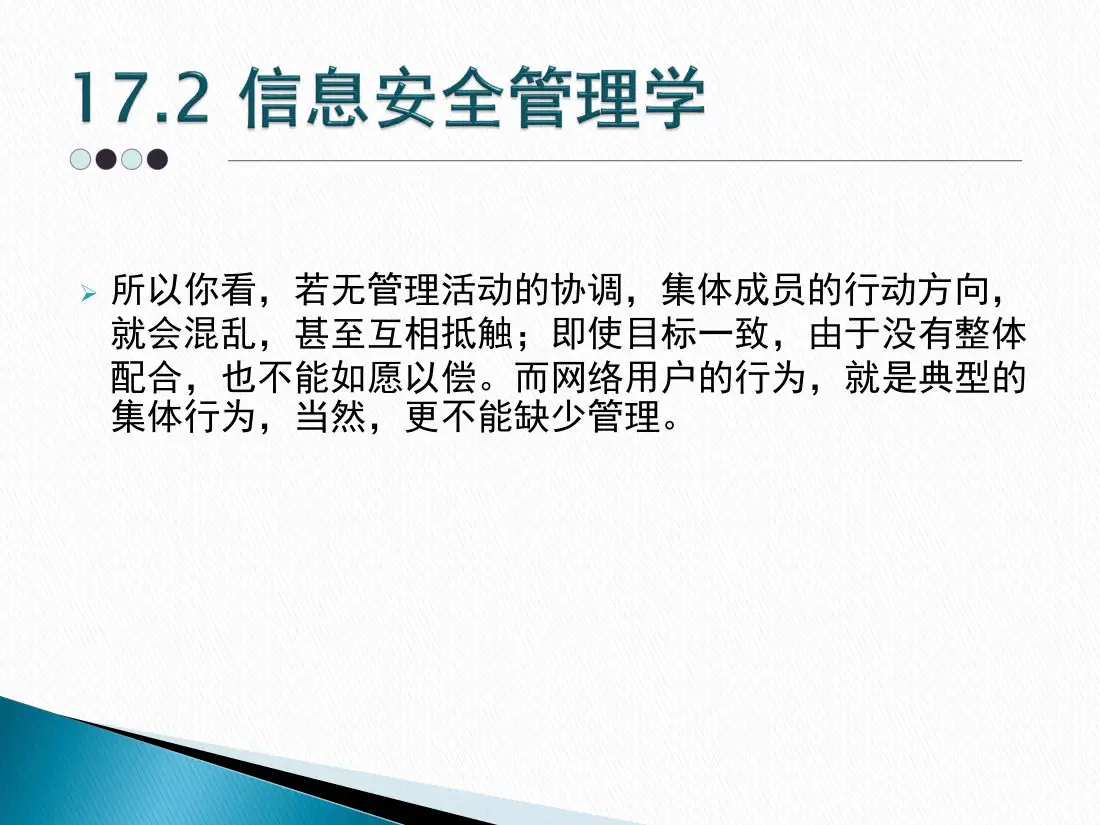 17.2 信息安全管理学
所以你看，若无管理活动的协调，集体成员的行动方向，
就会混乱，甚至互相抵触；即使目标一致，由于没有整体
配合，也不能如愿以偿。而网络用户的行为，就是典型的
集体行为，当然，更不能缺少管理。